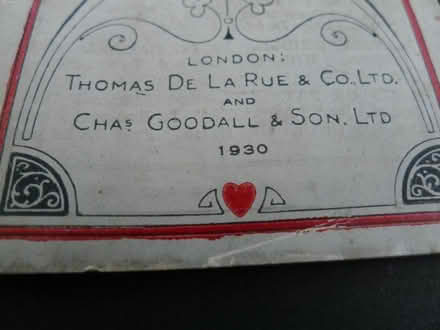 LONDON:
THOMAS DE LA RUE & CO., LTD.
AND
CHAs GOODALL & SON. LTD
1930